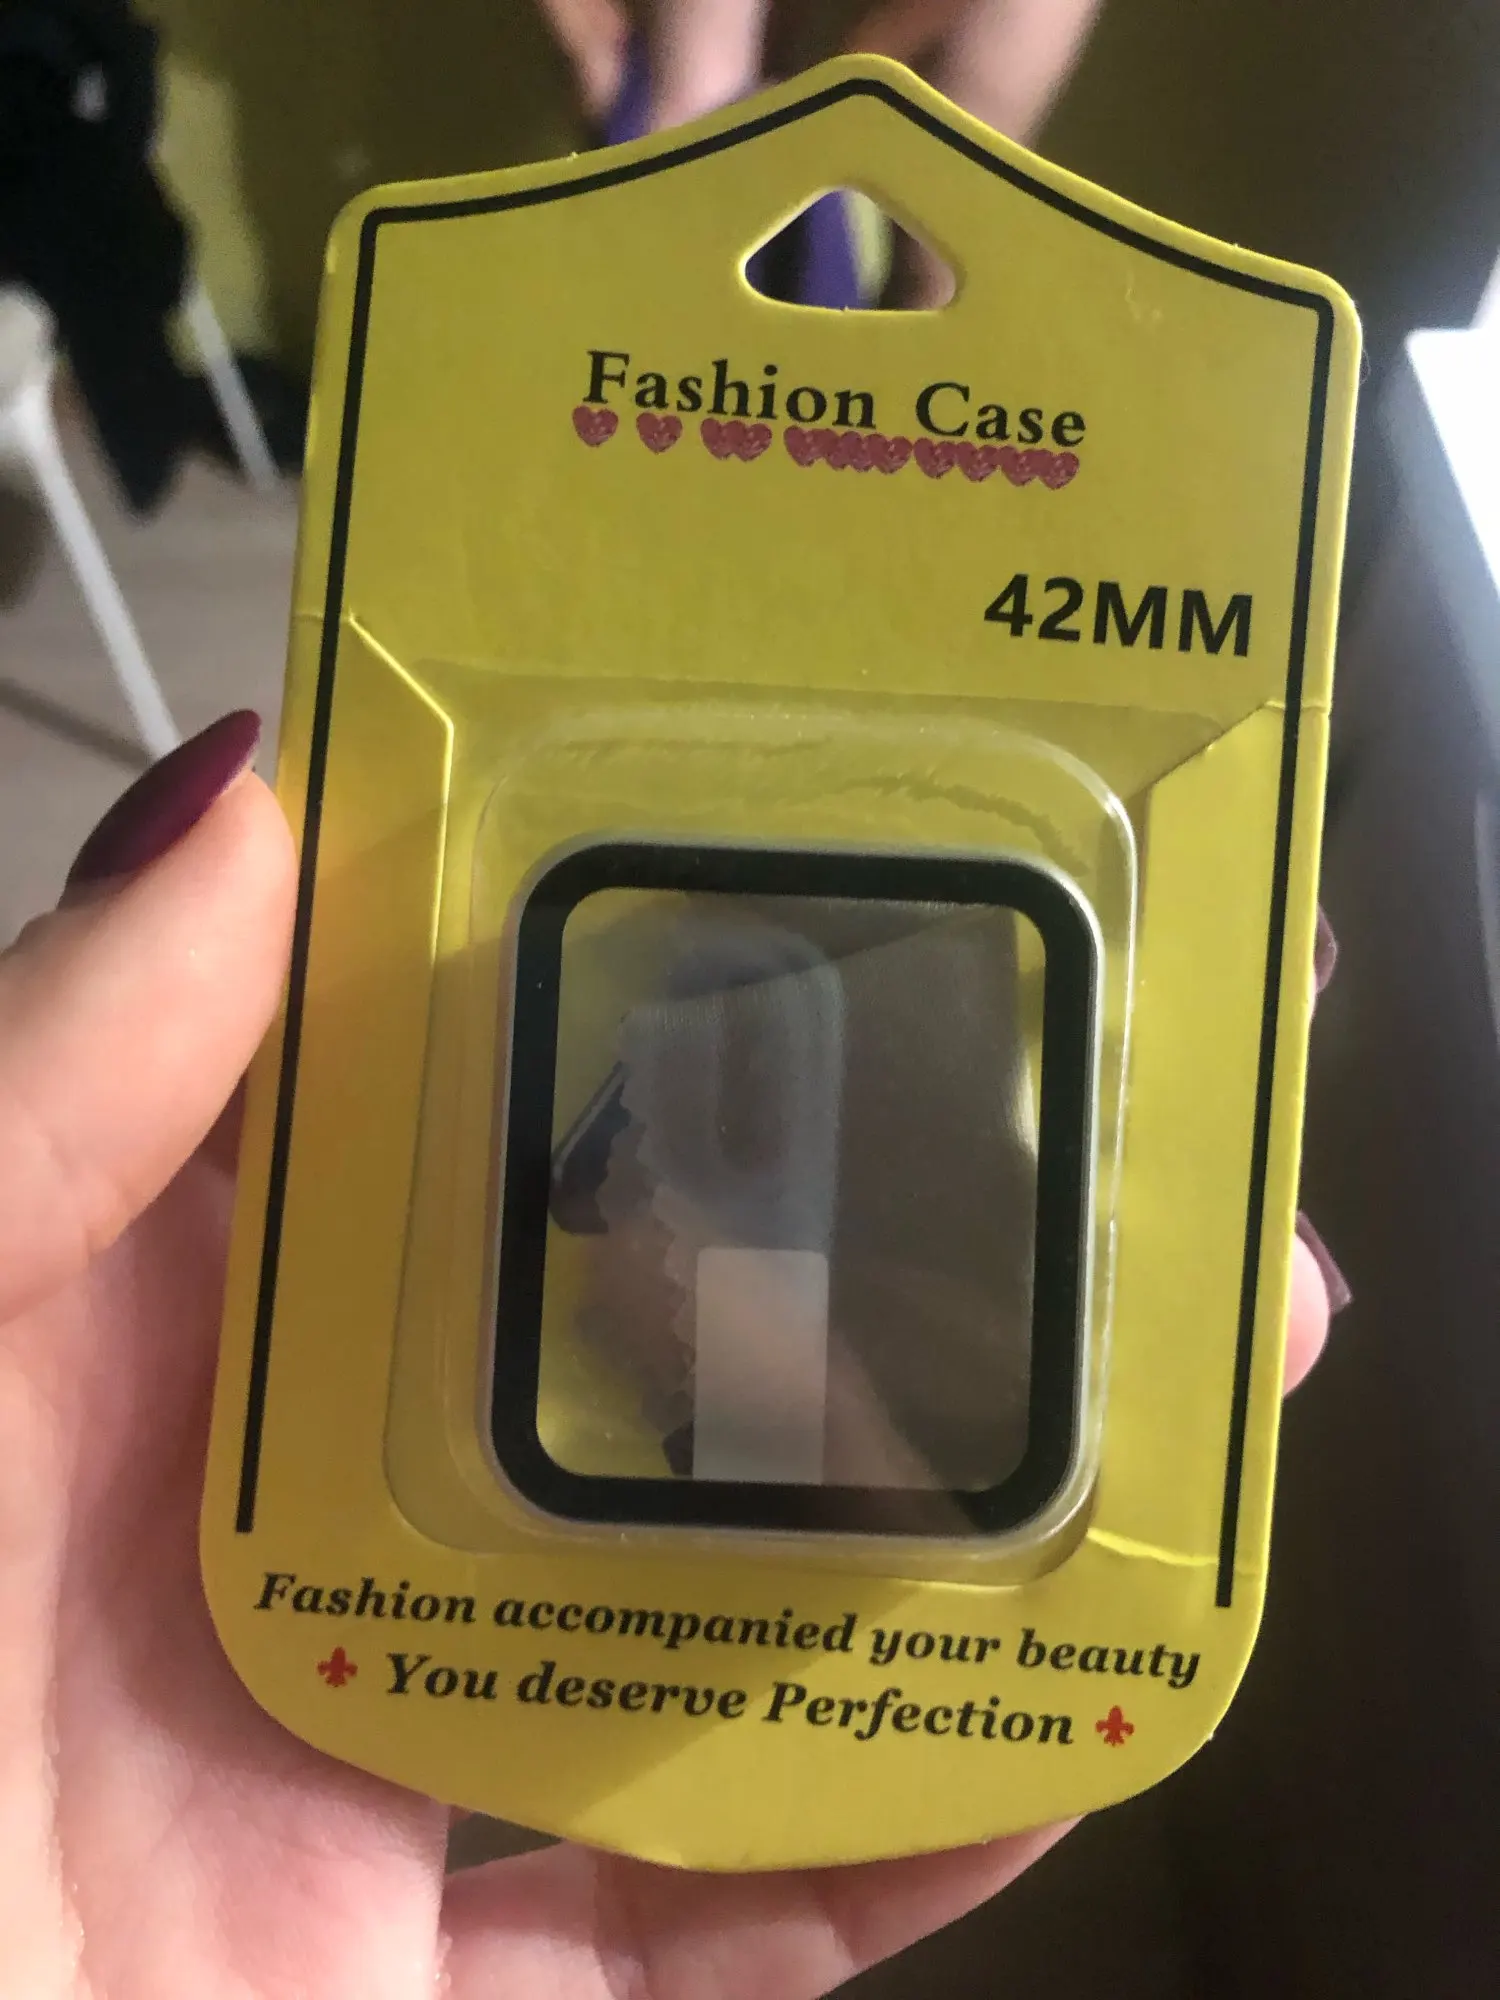 Fashion Case
42MM
Fashion accompanied your beauty
You deserve Perfection